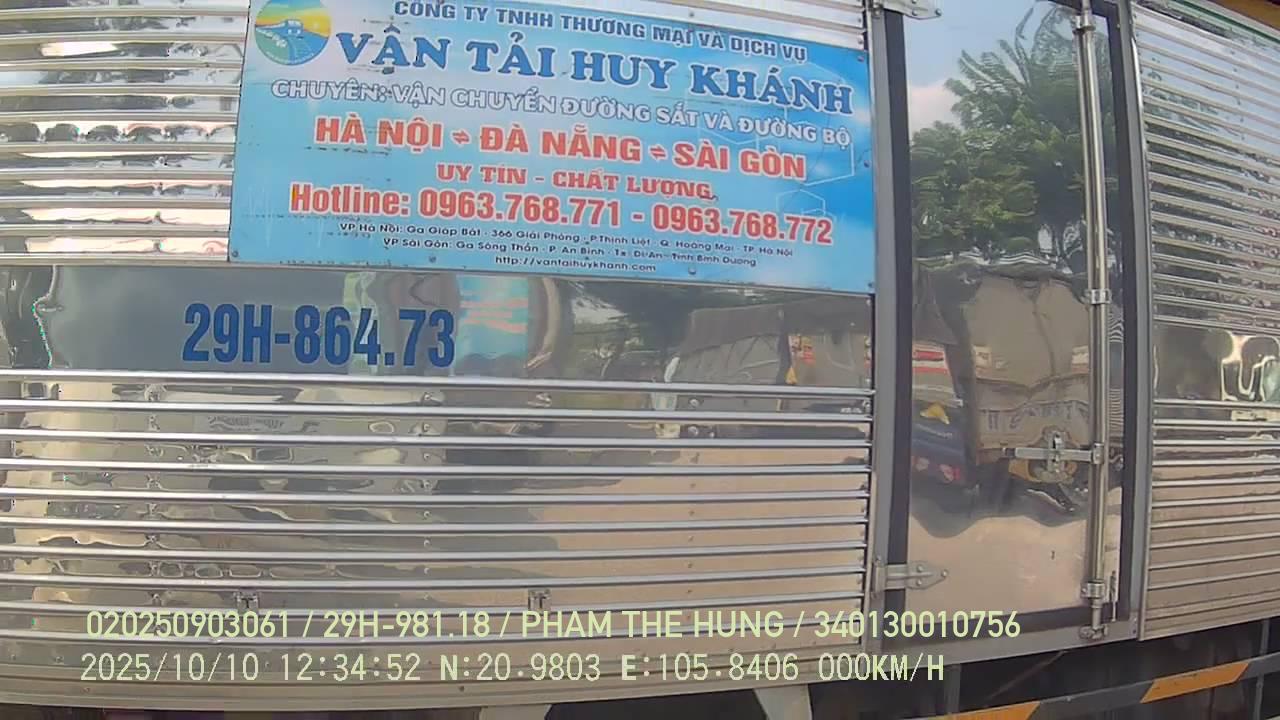 CÔNG TY TNHH THƯƠNG MẠI VÀ DỊCH VỤ
VẬN TẢI HUY KHÁNH
CHUYÊN: VẬN CHUYỂN ĐƯỜNG SẮT VÀ ĐƯỜNG BỘ
HÀ NỘI ⇌ ĐÀ NẴNG ⇌ SÀI GÒN
UY TÍN - CHẤT LƯỢNG
Hotline: 0963.768.771 - 0963.768.772
VP Hà Nội: Ga Giáp Bát - 366 Giải Phóng - P.Thịnh Liệt - Q. Hoàng Mai - TP. Hà Nội
VP Sài Gòn: Ga Sóng Thần - P. An Bình - Tx. Dĩ An - Tỉnh Bình Dương
http://vantaihuykhanh.com
29H-864.73
020250903061 / 29H-981.18 / PHAM THE HUNG / 340130010756
2025/10/10 12:34:52 N:20.9803 E:105.8406 000KM/H